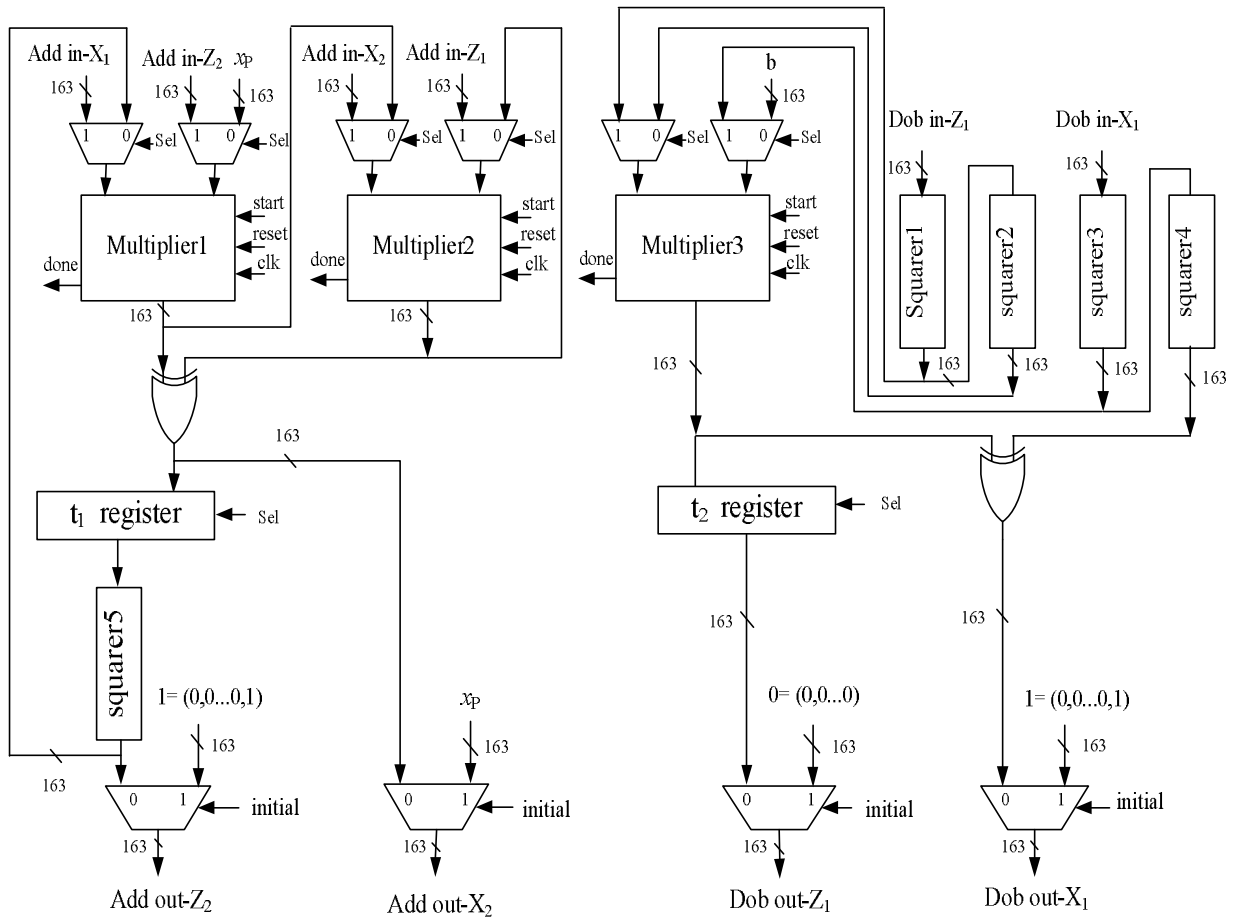 Add in-X1
Add in-Z2
xP
Add in-X2
Add in-Z1
b
163
163
163
163
163
163
Dob in-Z1
Dob in-X1
1 0
Sel
1 0
Sel
1 0
Sel
1 0
Sel
1 0
Sel
1 0
Sel
163
163
Multiplier1
start
reset
clk
done
Multiplier2
start
reset
clk
done
Multiplier3
start
reset
clk
done
Squarer1
squarer2
squarer3
squarer4
163
163
163
163
163
163
163
163
t1 register
Sel
t2 register
Sel
squarer5
163
163
1= (0,0...0,1)
xP
0= (0,0...0)
1= (0,0...0,1)
163
163
163
163
163
0 1
initial
0 1
initial
0 1
initial
0 1
initial
163
163
163
163
Add out-Z2
Add out-X2
Dob out-Z1
Dob out-X1